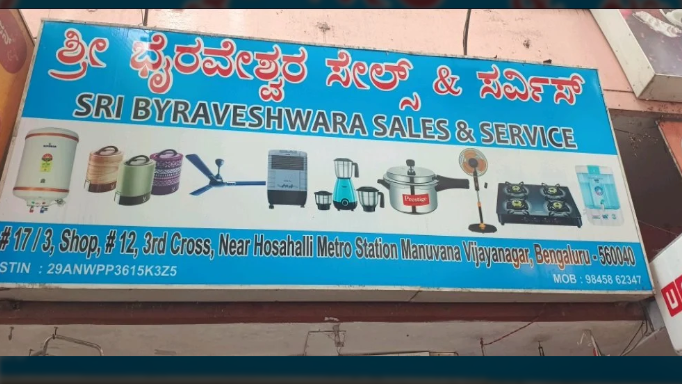 ಶ್ರೀ ಭೈರವೇಶ್ವರ ಸೇಲ್ಸ್ & ಸರ್ವಿಸ್
SRI BYRAVESHWARA SALES & SERVICE
Prestige
# 17 / 3, Shop, # 12, 3rd Cross, Near Hosahalli Metro Station Manuvana Vijayanagar, Bengaluru - 560040
STIN : 29ANWPP3615K3Z5
MOB : 98458 62347